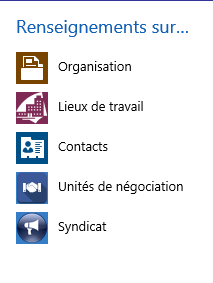 Renseignements sur...
Organisation
Lieux de travail
Contacts
Unités de négociation
Syndicat